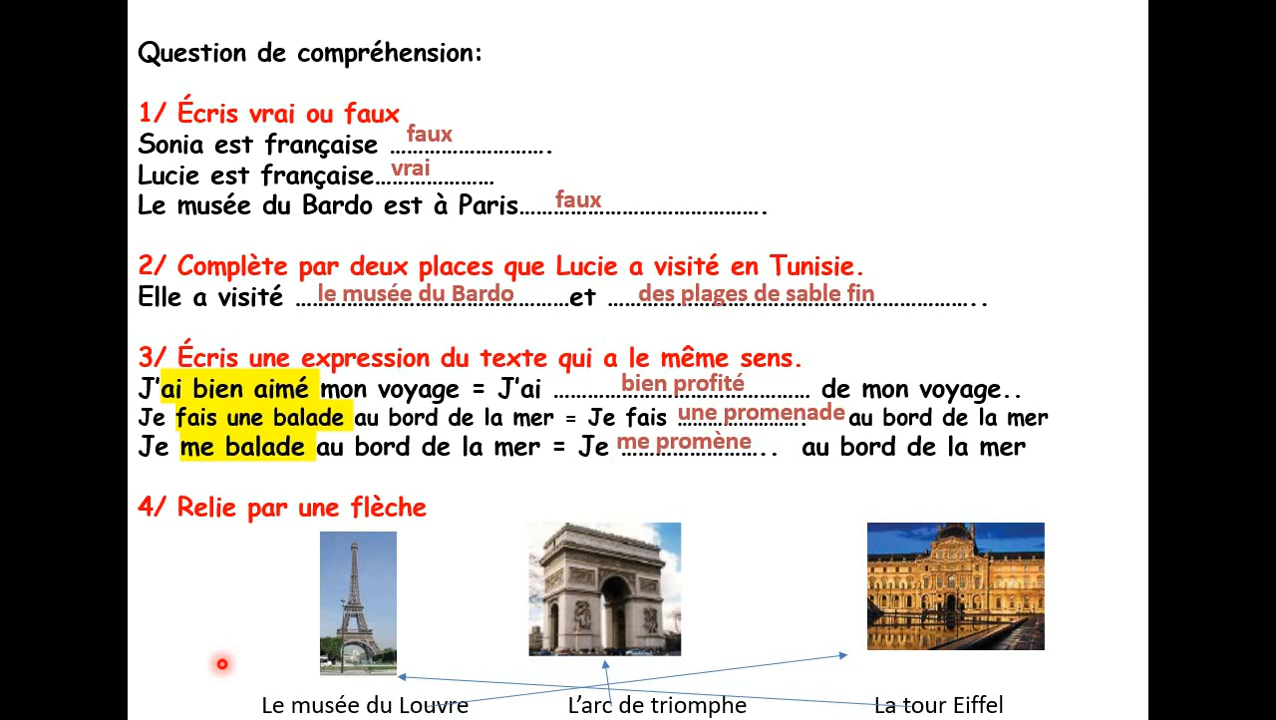 Question de compréhension:
1/ Écris vrai ou faux
Sonia est française ………faux………………….
Lucie est française…vrai…………
Le musée du Bardo est à Paris……faux………………………….
2/ Complète par deux places que Lucie a visité en Tunisie.
Elle a visité …le musée du Bardo………et …des plages de sable fin……………..
3/ Écris une expression du texte qui a le même sens.
J'ai bien aimé mon voyage = J'ai ………bien profité……… de mon voyage..
Je fais une balade au bord de la mer = Je fais une promenade au bord de la mer
Je me balade au bord de la mer = Je me promène.. au bord de la mer
4/ Relie par une flèche
Le musée du Louvre L'arc de triomphe La tour Eiffel